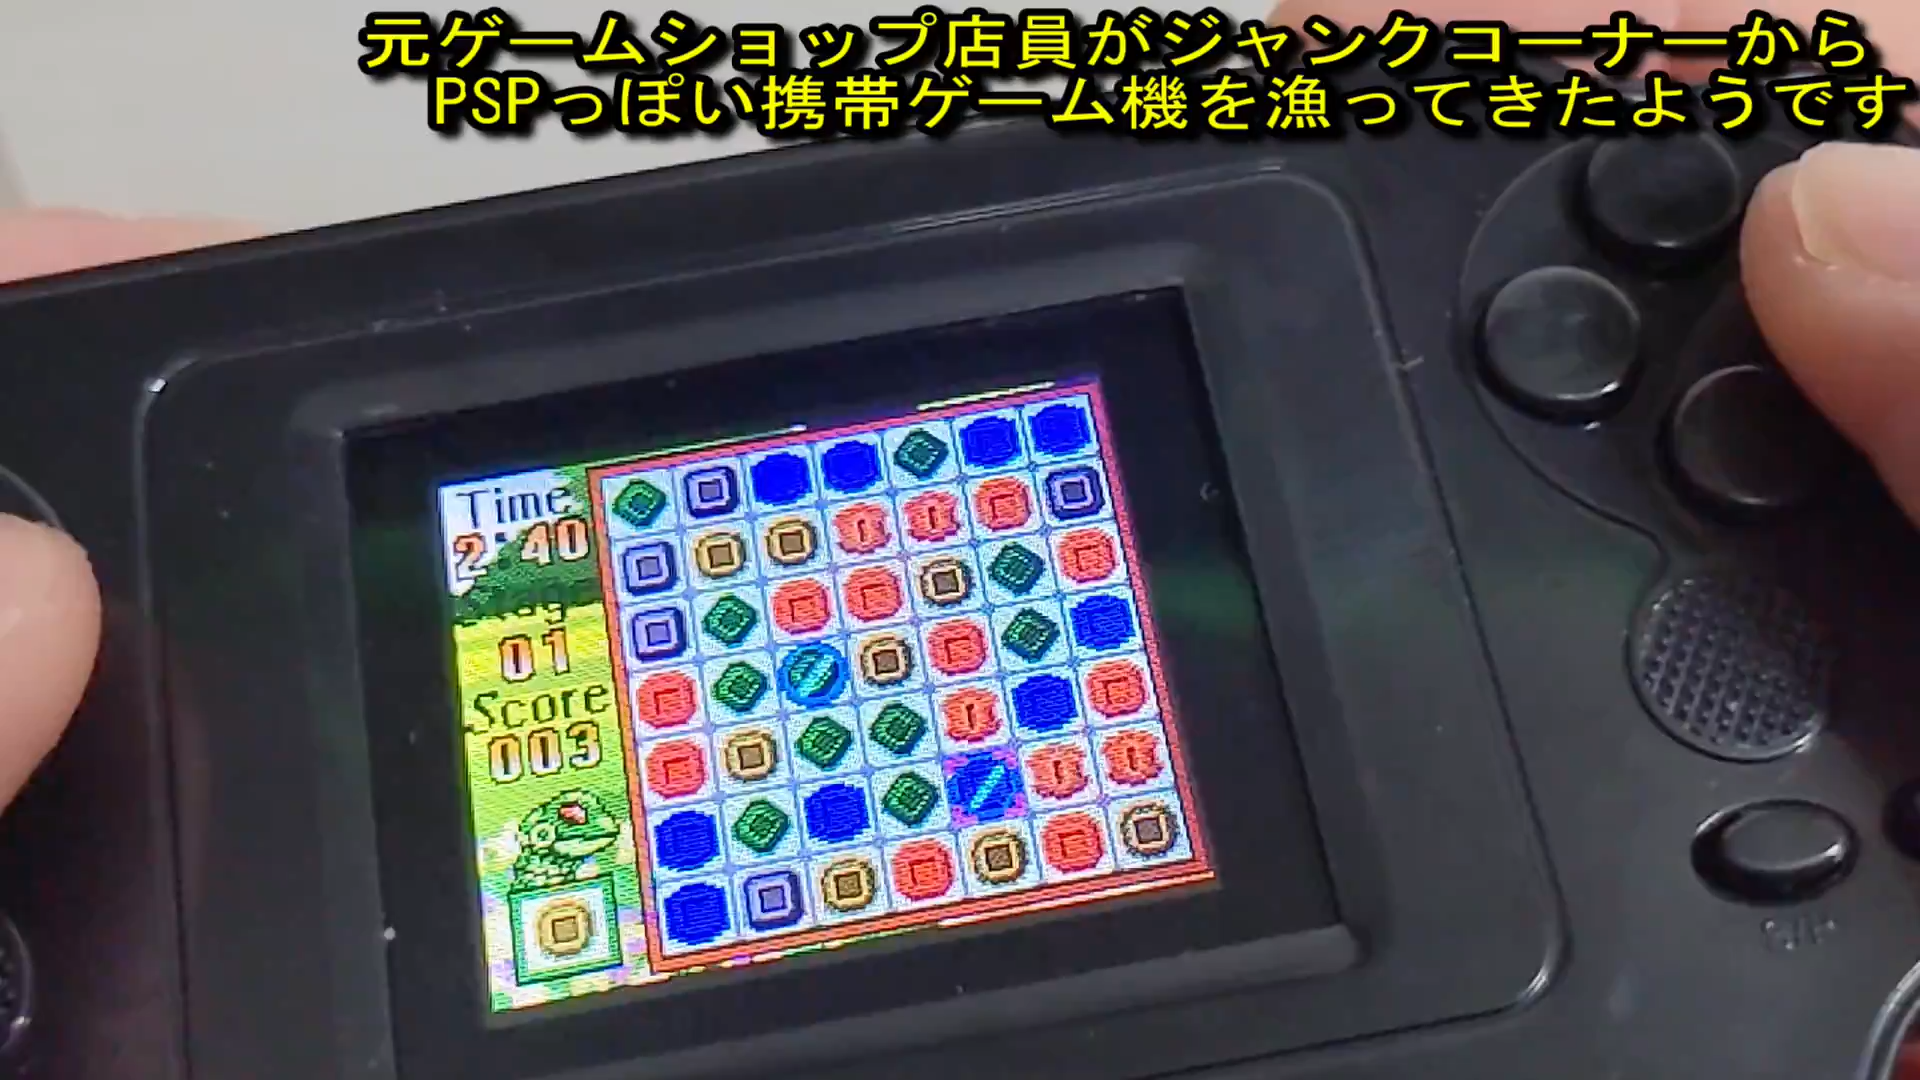 元ゲームショップ店員がジャンクコーナーから
PSPっぽい携帯ゲーム機を漁ってきたようです
Time
2:40
01
Score
003